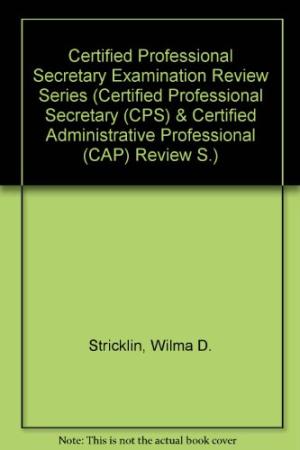 Certified Professional
Secretary Examination Review
Series (Certified Professional
Secretary (CPS) & Certified
Administrative Professional
(CAP) Review S.)
Stricklin, Wilma D.
Note: This is not the actual book cover